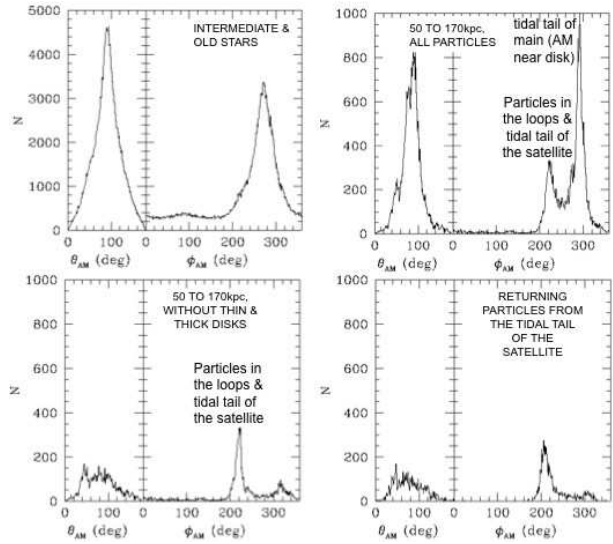 5000
4000
3000
2000
1000
0
N
INTERMEDIATE &
OLD STARS
0 100 0 100 200 300
θAM (deg) φAM (deg)
1000
800
600
400
200
0
N
50 TO 170kpc,
ALL PARTICLES
tidal tail of
main (AM
near disk)
Particles in
the loops &
tidal tail of
the satellite
0 100 0 100 200 300
θAM (deg) φAM (deg)
1000
800
600
400
200
0
N
50 TO 170kpc,
WITHOUT THIN &
THICK DISKS
Particles in
the loops &
tidal tail of
the satellite
0 100 0 100 200 300
θAM (deg) φAM (deg)
1000
800
600
400
200
0
N
RETURNING
PARTICLES FROM
THE TIDAL TAIL
OF THE
SATELLITE
0 100 0 100 200 300
θAM (deg) φAM (deg)